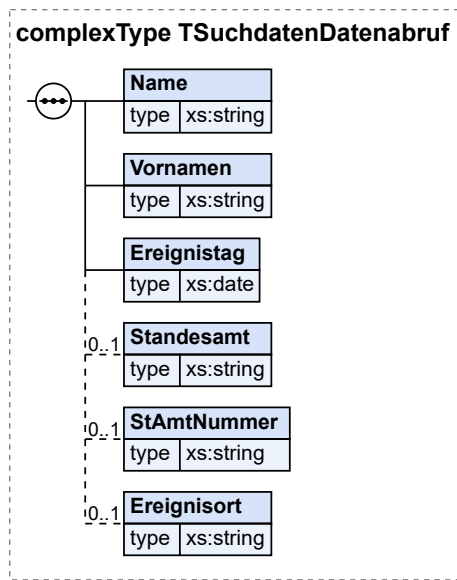 complexType TSuchdatenDatenabruf
Name
type xs:string
Vornamen
type xs:string
Ereignistag
type xs:date
0..1 Standesamt
type xs:string
0..1 StAmtNummer
type xs:string
0..1 Ereignisort
type xs:string